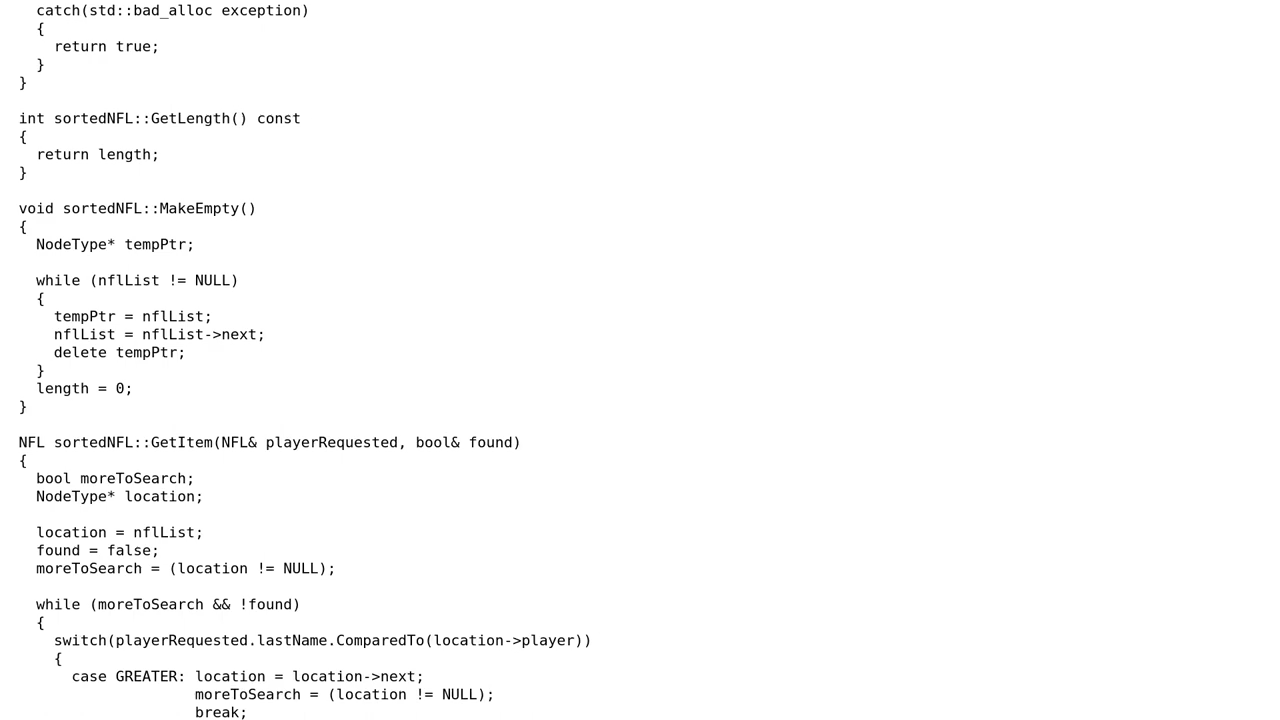 catch(std::bad_alloc exception)
  {
    return true;
  }
}

int sortedNFL::GetLength() const
{
  return length;
}

void sortedNFL::MakeEmpty()
{
  NodeType* tempPtr;

  while (nflList != NULL)
  {
    tempPtr = nflList;
    nflList = nflList->next;
    delete tempPtr;
  }
  length = 0;
}

NFL sortedNFL::GetItem(NFL& playerRequested, bool& found)
{
  bool moreToSearch;
  NodeType* location;

  location = nflList;
  found = false;
  moreToSearch = (location != NULL);

  while (moreToSearch && !found)
  {
    switch(playerRequested.lastName.ComparedTo(location->player))
    {
      case GREATER: location = location->next;
                    moreToSearch = (location != NULL);
                    break;